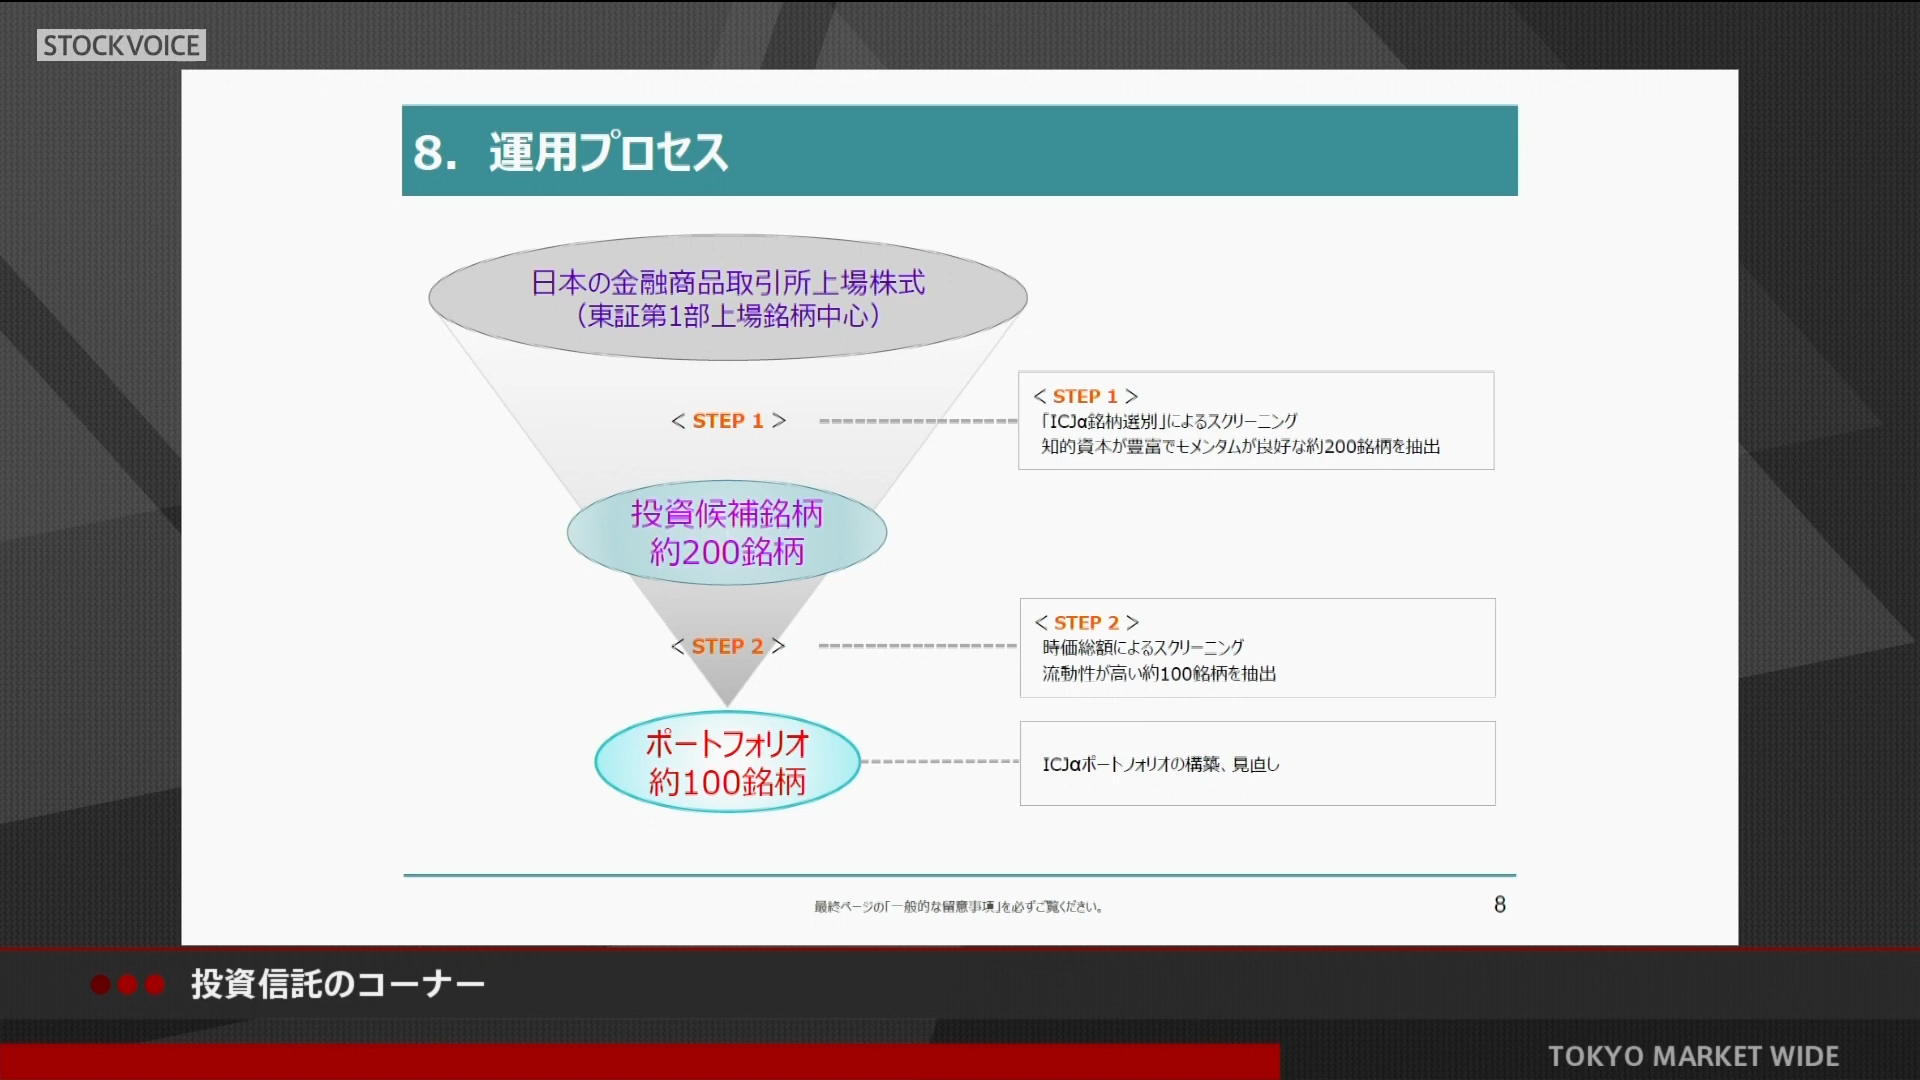 STOCKVOICE
8. 運用プロセス
日本の金融商品取引所上場株式
（東証第1部上場銘柄中心）
＜ STEP 1 ＞
＜ STEP 1 ＞
「ICJα銘柄選別」によるスクリーニング
知的資本が豊富でモメンタムが良好な約200銘柄を抽出
投資候補銘柄
約200銘柄
＜ STEP 2 ＞
＜ STEP 2 ＞
時価総額によるスクリーニング
流動性が高い約100銘柄を抽出
ポートフォリオ
約100銘柄
ICJαポートフォリオの構築、見直し
最終ページの「一般的な留意事項」を必ずご覧ください。
8
投資信託のコーナー
TOKYO MARKET WIDE